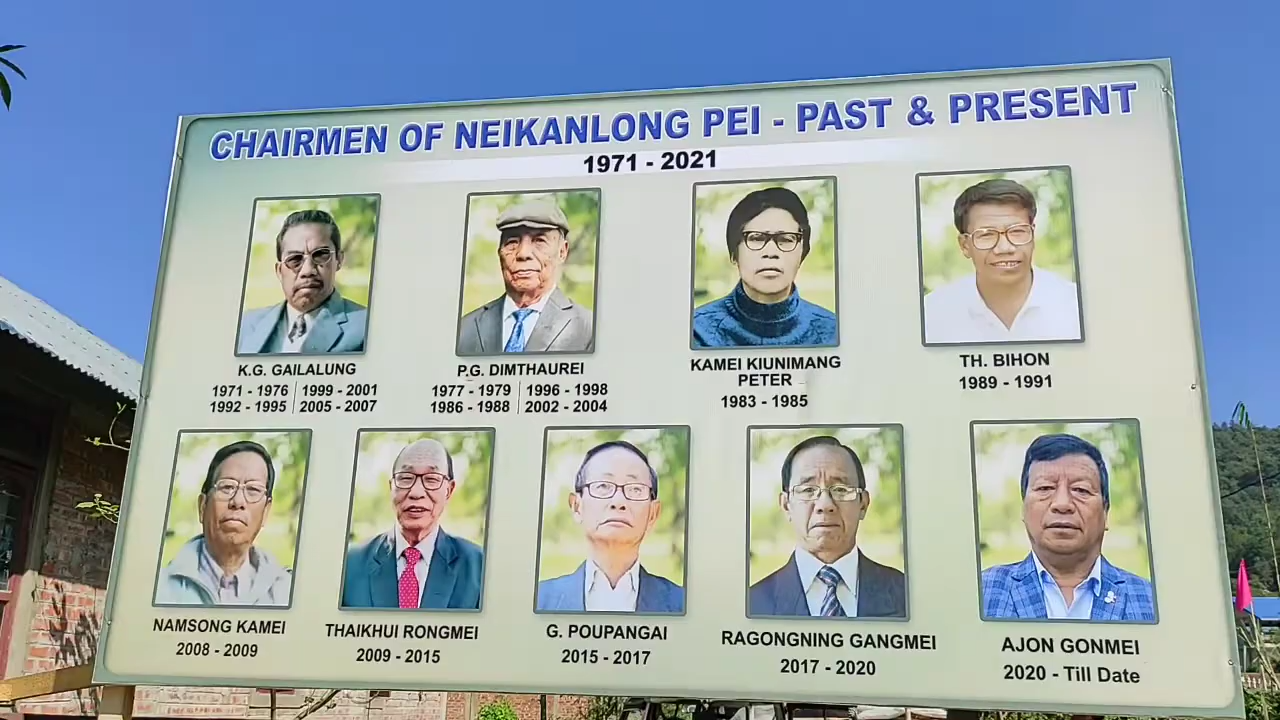 CHAIRMEN OF NEIKANLONG PEI - PAST & PRESENT
1971 - 2021
K.G. GAILALUNG
1971 - 1976 | 1999 - 2001
1992 - 1995 | 2005 - 2007
P.G. DIMTHAUREI
1977 - 1979 | 1996 - 1998
1986 - 1988 | 2002 - 2004
KAMEI KIUNIMANG
PETER
1983 - 1985
TH. BIHON
1989 - 1991
NAMSONG KAMEI
2008 - 2009
THAIKHUI RONGMEI
2009 - 2015
G. POUPANGAI
2015 - 2017
RAGONGNING GANGMEI
2017 - 2020
AJON GONMEI
2020 - Till Date